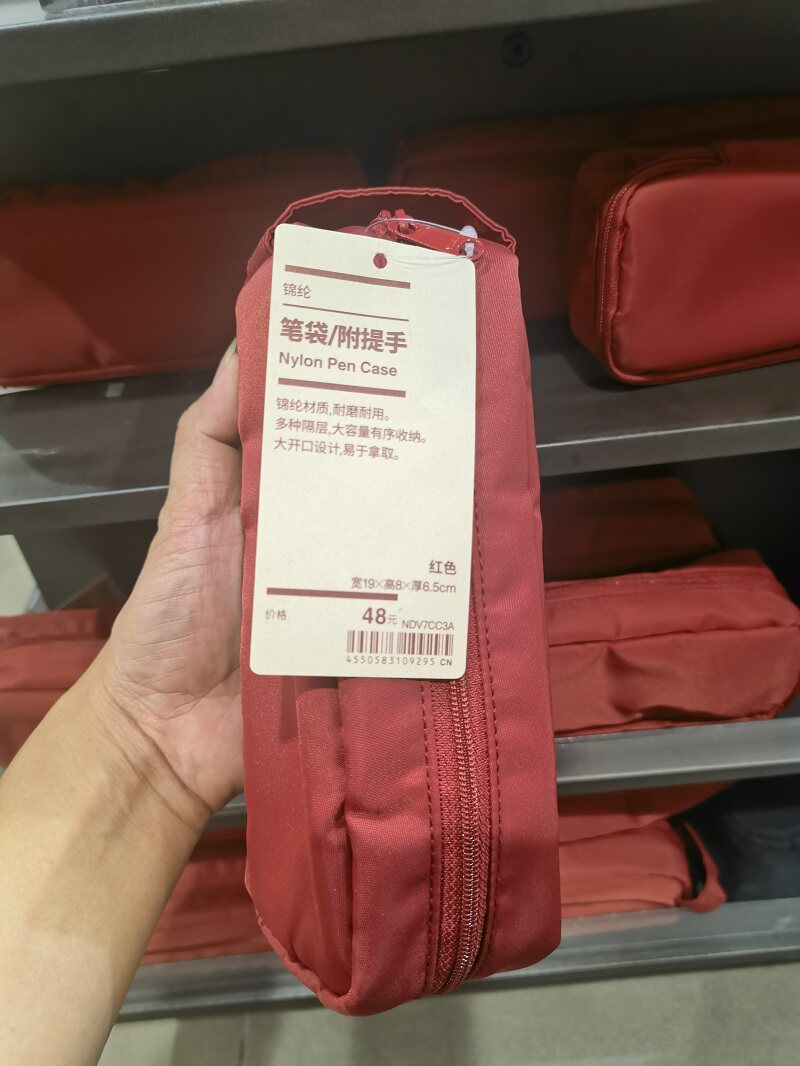 锦纶
笔袋/附提手
Nylon Pen Case
锦纶材质,耐磨耐用。
多种隔层,大容量有序收纳。
大开口设计,易于拿取。
红色
宽19×高8×厚6.5cm
价格 48元 NDV7CC3A
4550583109295 CN